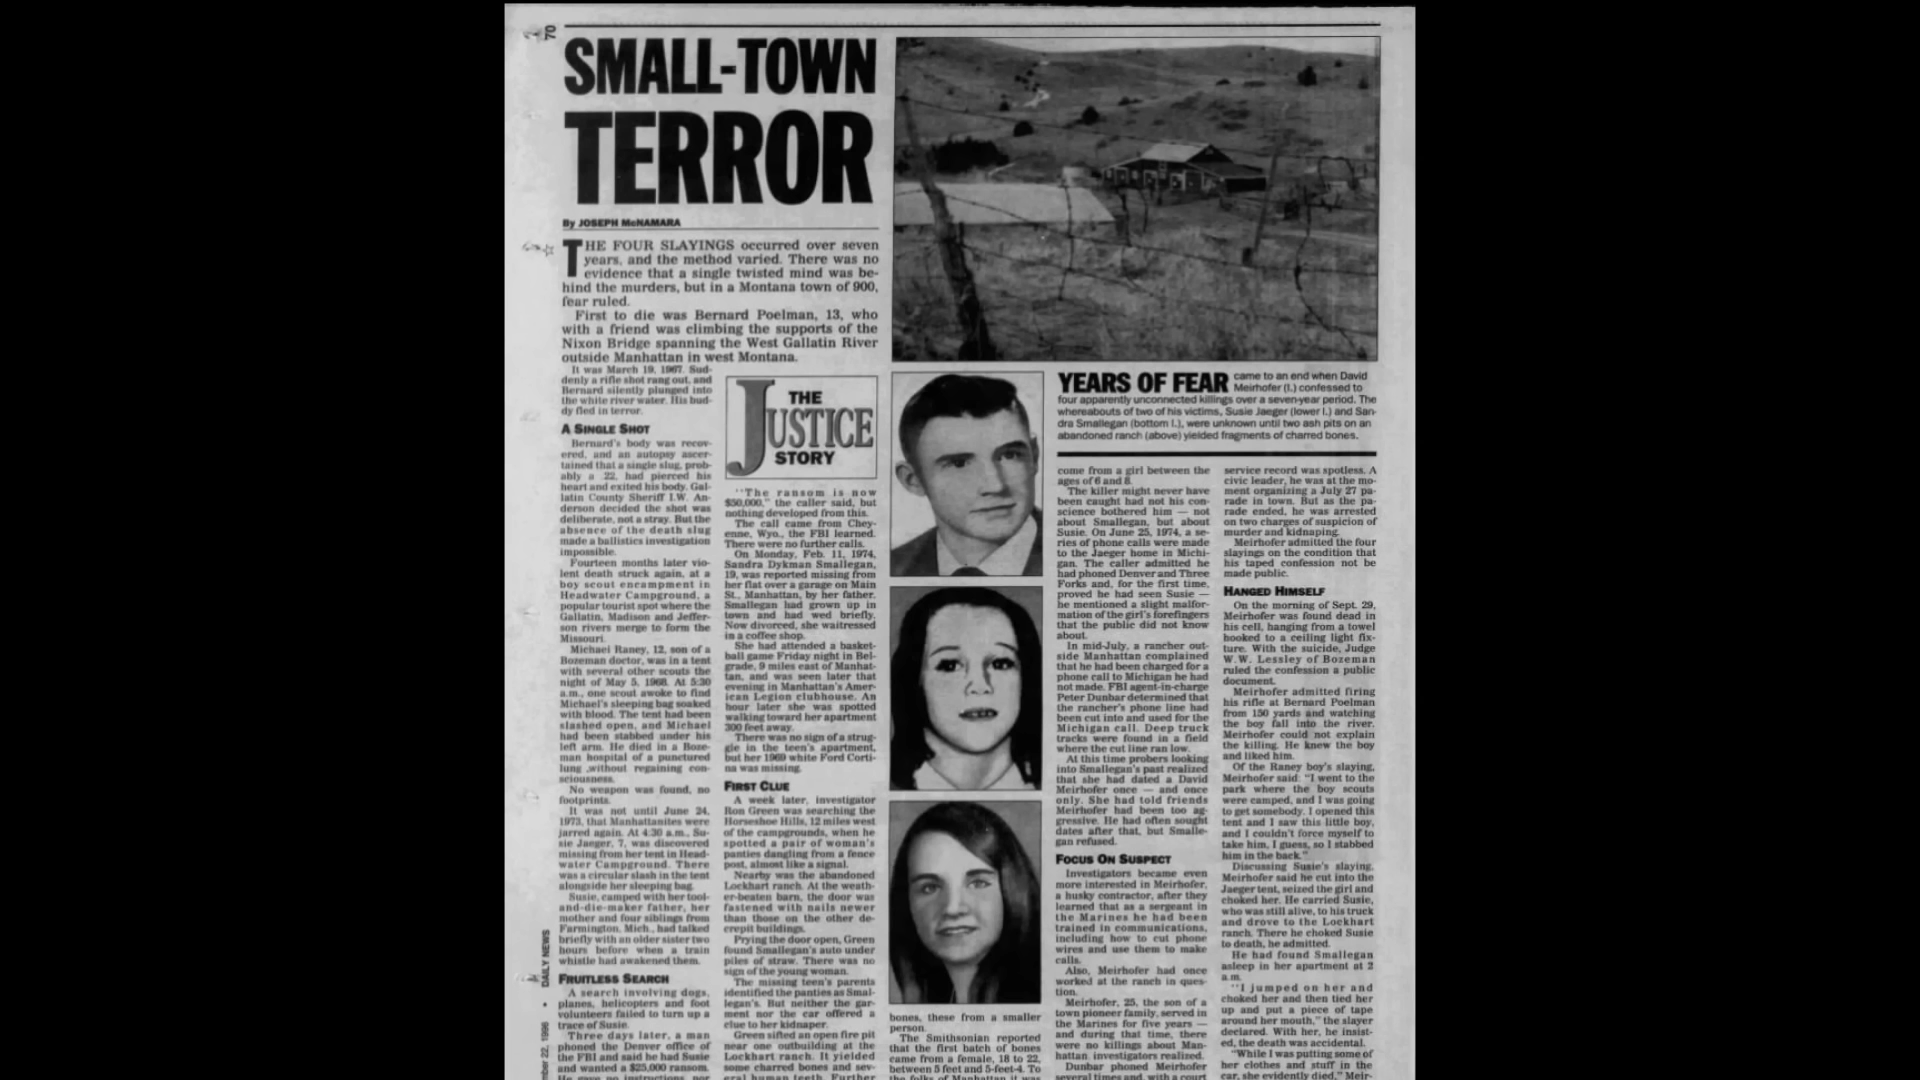 70
SMALL-TOWN
TERROR
By JOSEPH McNAMARA
THE FOUR SLAYINGS occurred over seven
years, and the method varied. There was no
evidence that a single twisted mind was be-
hind the murders, but in a Montana town of 900,
fear ruled.
First to die was Bernard Poelman, 13, who
with a friend was climbing the supports of the
Nixon Bridge spanning the West Gallatin River
outside Manhattan in west Montana.
It was March 19, 1967. Sud-
denly a rifle shot rang out, and
Bernard silently plunged into
the white river water. His bud-
dy fled in terror.
A SINGLE SHOT
Bernard's body was recov-
ered, and an autopsy ascer-
tained that a single slug, prob-
ably a .22, had pierced his
heart and exited his body. Gal-
latin County Sheriff I.W. An-
derson decided the shot was
deliberate, not a stray. But the
absence of the death slug
made a ballistics investigation
impossible.
Fourteen months later vio-
lent death struck again, at a
boy scout encampment in
Headwater Campground, a
popular tourist spot where the
Gallatin, Madison and Jeffer-
son rivers merge to form the
Missouri.
Michael Raney, 12, son of a
Bozeman doctor, was in a tent
with several other scouts the
night of May 5, 1968. At 5:30
a.m., one scout awoke to find
Michael's sleeping bag soaked
with blood. The tent had been
slashed open, and Michael
had been stabbed under his
left arm. He died in a Boze-
man hospital of a punctured
lung without regaining con-
sciousness.
No weapon was found, no
footprints.
It was not until June 24,
1973, that Manhattanites were
jarred again. At 4:30 a.m., Su-
sie Jaeger, 7, was discovered
missing from her tent in Head-
water Campground. There
was a circular slash in the tent
alongside her sleeping bag.
Susie, camped with her tool-
and-die-maker father, her
mother and four siblings from
Farmington, Mich., had talked
briefly with an older sister two
hours before when a train
whistle had awakened them.
FRUITLESS SEARCH
A search involving dogs,
planes, helicopters and foot
volunteers failed to turn up a
trace of Susie.
Three days later, a man
phoned the Denver office of
the FBI and said he had Susie
and wanted a $25,000 ransom.
He gave no instructions, nor
THE
JUSTICE
STORY
"The ransom is now
$50,000," the caller said, but
nothing developed from this.
The call came from Chey-
enne, Wyo., the FBI learned.
There were no further calls.
On Monday, Feb. 11, 1974,
Sandra Dykman Smallegan,
19, was reported missing from
her flat over a garage on Main
St., Manhattan, by her father.
Smallegan had grown up in
town and had wed briefly.
Now divorced, she waitressed
in a coffee shop.
She had attended a basket-
ball game Friday night in Bel-
grade, 9 miles east of Manhat-
tan, and was seen later that
evening in Manhattan's Amer-
ican Legion clubhouse. An
hour later she was spotted
walking toward her apartment
300 feet away.
There was no sign of a strug-
gle in the teen's apartment,
but her 1969 white Ford Corti-
na was missing.
FIRST CLUE
A week later, investigator
Ron Green was searching the
Horseshoe Hills, 12 miles west
of the campgrounds, when he
spotted a pair of woman's
panties dangling from a fence
post, almost like a signal.
Nearby was the abandoned
Lockhart ranch. At the weath-
er-beaten barn, the door was
fastened with nails newer
than those on the other de-
crepit buildings.
Prying the door open, Green
found Smallegan's auto under
piles of straw. There was no
sign of the young woman.
The missing teen's parents
identified the panties as Smal-
legan's. But neither the gar-
ment nor the car offered a
clue to her kidnaper.
Green sifted an open fire pit
near one outbuilding at the
Lockhart ranch. It yielded
some charred bones and sev-
eral human teeth. Further
bones, these from a smaller
person.
The Smithsonian reported
that the first batch of bones
came from a female, 18 to 22,
between 5 feet and 5-feet-4. To
the folks of Manhattan it was
YEARS OF FEAR came to an end when David
Meirhofer (l.) confessed to
four apparently unconnected killings over a seven-year period. The
whereabouts of two of his victims, Susie Jaeger (lower l.) and San-
dra Smallegan (bottom l.), were unknown until two ash pits on an
abandoned ranch (above) yielded fragments of charred bones.
come from a girl between the
ages of 6 and 8.
The killer might never have
been caught had not his con-
science bothered him — not
about Smallegan, but about
Susie. On June 25, 1974, a se-
ries of phone calls were made
to the Jaeger home in Michi-
gan. The caller admitted he
had phoned Denver and Three
Forks and, for the first time,
proved he had seen Susie —
he mentioned a slight malfor-
mation of the girl's forefingers
that the public did not know
about.
In mid-July, a rancher out-
side Manhattan complained
that he had been charged for a
phone call to Michigan he had
not made. FBI agent-in-charge
Peter Dunbar determined that
the rancher's phone line had
been cut into and used for the
Michigan call. Deep truck
tracks were found in a field
where the cut line ran low.
At this time probers looking
into Smallegan's past realized
that she had dated a David
Meirhofer once — and once
only. She had told friends
Meirhofer had been too ag-
gressive. He had often sought
dates after that, but Smalle-
gan refused.
FOCUS ON SUSPECT
Investigators became even
more interested in Meirhofer,
a husky contractor, after they
learned that as a sergeant in
the Marines he had been
trained in communications,
including how to cut phone
wires and use them to make
calls.
Also, Meirhofer had once
worked at the ranch in ques-
tion.
Meirhofer, 25, the son of a
town pioneer family, served in
the Marines for five years —
and during that time, there
were no killings about Man-
hattan, investigators realized.
Dunbar phoned Meirhofer
several times and, with a court
service record was spotless. A
civic leader, he was at the mo-
ment organizing a July 27 pa-
rade in town. But as the pa-
rade ended, he was arrested
on two charges of suspicion of
murder and kidnaping.
Meirhofer admitted the four
slayings on the condition that
his taped confession not be
made public.
HANGED HIMSELF
On the morning of Sept. 29,
Meirhofer was found dead in
his cell, hanging from a towel
hooked to a ceiling light fix-
ture. With the suicide, Judge
W.W. Lessley of Bozeman
ruled the confession a public
document.
Meirhofer admitted firing
his rifle at Bernard Poelman
from 150 yards and watching
the boy fall into the river.
Meirhofer could not explain
the killing. He knew the boy
and liked him.
Of the Raney boy's slaying,
Meirhofer said: "I went to the
park where the boy scouts
were camped, and I was going
to get somebody. I opened this
tent and I saw this little boy,
and I couldn't force myself to
take him, I guess, so I stabbed
him in the back."
Discussing Susie's slaying,
Meirhofer said he cut into the
Jaeger tent, seized the girl and
choked her. He carried Susie,
who was still alive, to his truck
and drove to the Lockhart
ranch. There he choked Susie
to death, he admitted.
He had found Smallegan
asleep in her apartment at 2
a.m.
"I jumped on her and
choked her and then tied her
up and put a piece of tape
around her mouth," the slayer
declared. With her, he insist-
ed, the death was accidental.
"While I was putting some of
her clothes and stuff in the
car, she evidently died," Meir-
mber 22, 1996 • DAILY NEWS